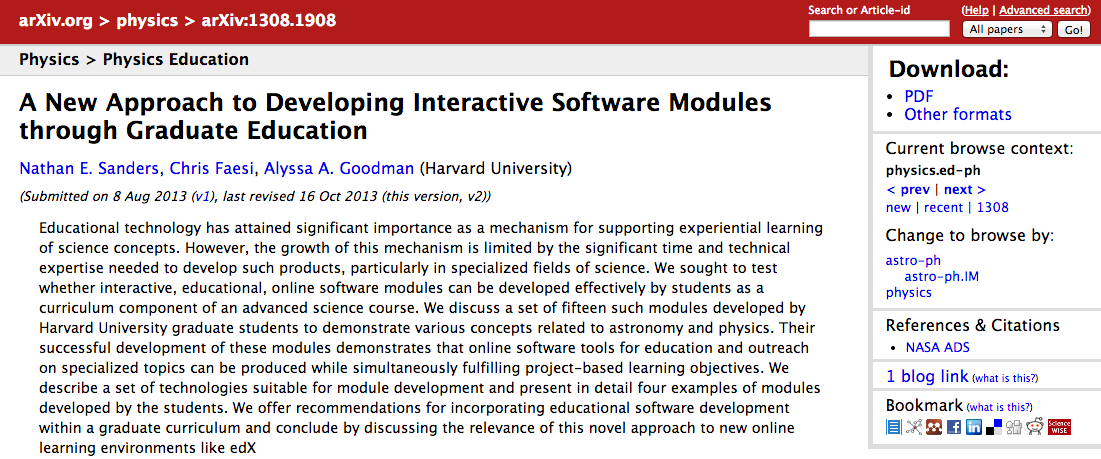 arXiv.org > physics > arXiv:1308.1908
Search or Article-id
(Help | Advanced search)
All papers
Go!
Physics > Physics Education
A New Approach to Developing Interactive Software Modules
through Graduate Education
Nathan E. Sanders, Chris Faesi, Alyssa A. Goodman (Harvard University)
(Submitted on 8 Aug 2013 (v1), last revised 16 Oct 2013 (this version, v2))
Educational technology has attained significant importance as a mechanism for supporting experiential learning
of science concepts. However, the growth of this mechanism is limited by the significant time and technical
expertise needed to develop such products, particularly in specialized fields of science. We sought to test
whether interactive, educational, online software modules can be developed effectively by students as a
curriculum component of an advanced science course. We discuss a set of fifteen such modules developed by
Harvard University graduate students to demonstrate various concepts related to astronomy and physics. Their
successful development of these modules demonstrates that online software tools for education and outreach
on specialized topics can be produced while simultaneously fulfilling project-based learning objectives. We
describe a set of technologies suitable for module development and present in detail four examples of modules
developed by the students. We offer recommendations for incorporating educational software development
within a graduate curriculum and conclude by discussing the relevance of this novel approach to new online
learning environments like edX
Download:
• PDF
• Other formats
Current browse context:
physics.ed-ph
< prev | next >
new | recent | 1308
Change to browse by:
astro-ph
astro-ph.IM
physics
References & Citations
• NASA ADS
1 blog link (what is this?)
Bookmark (what is this?)
Science
WISE